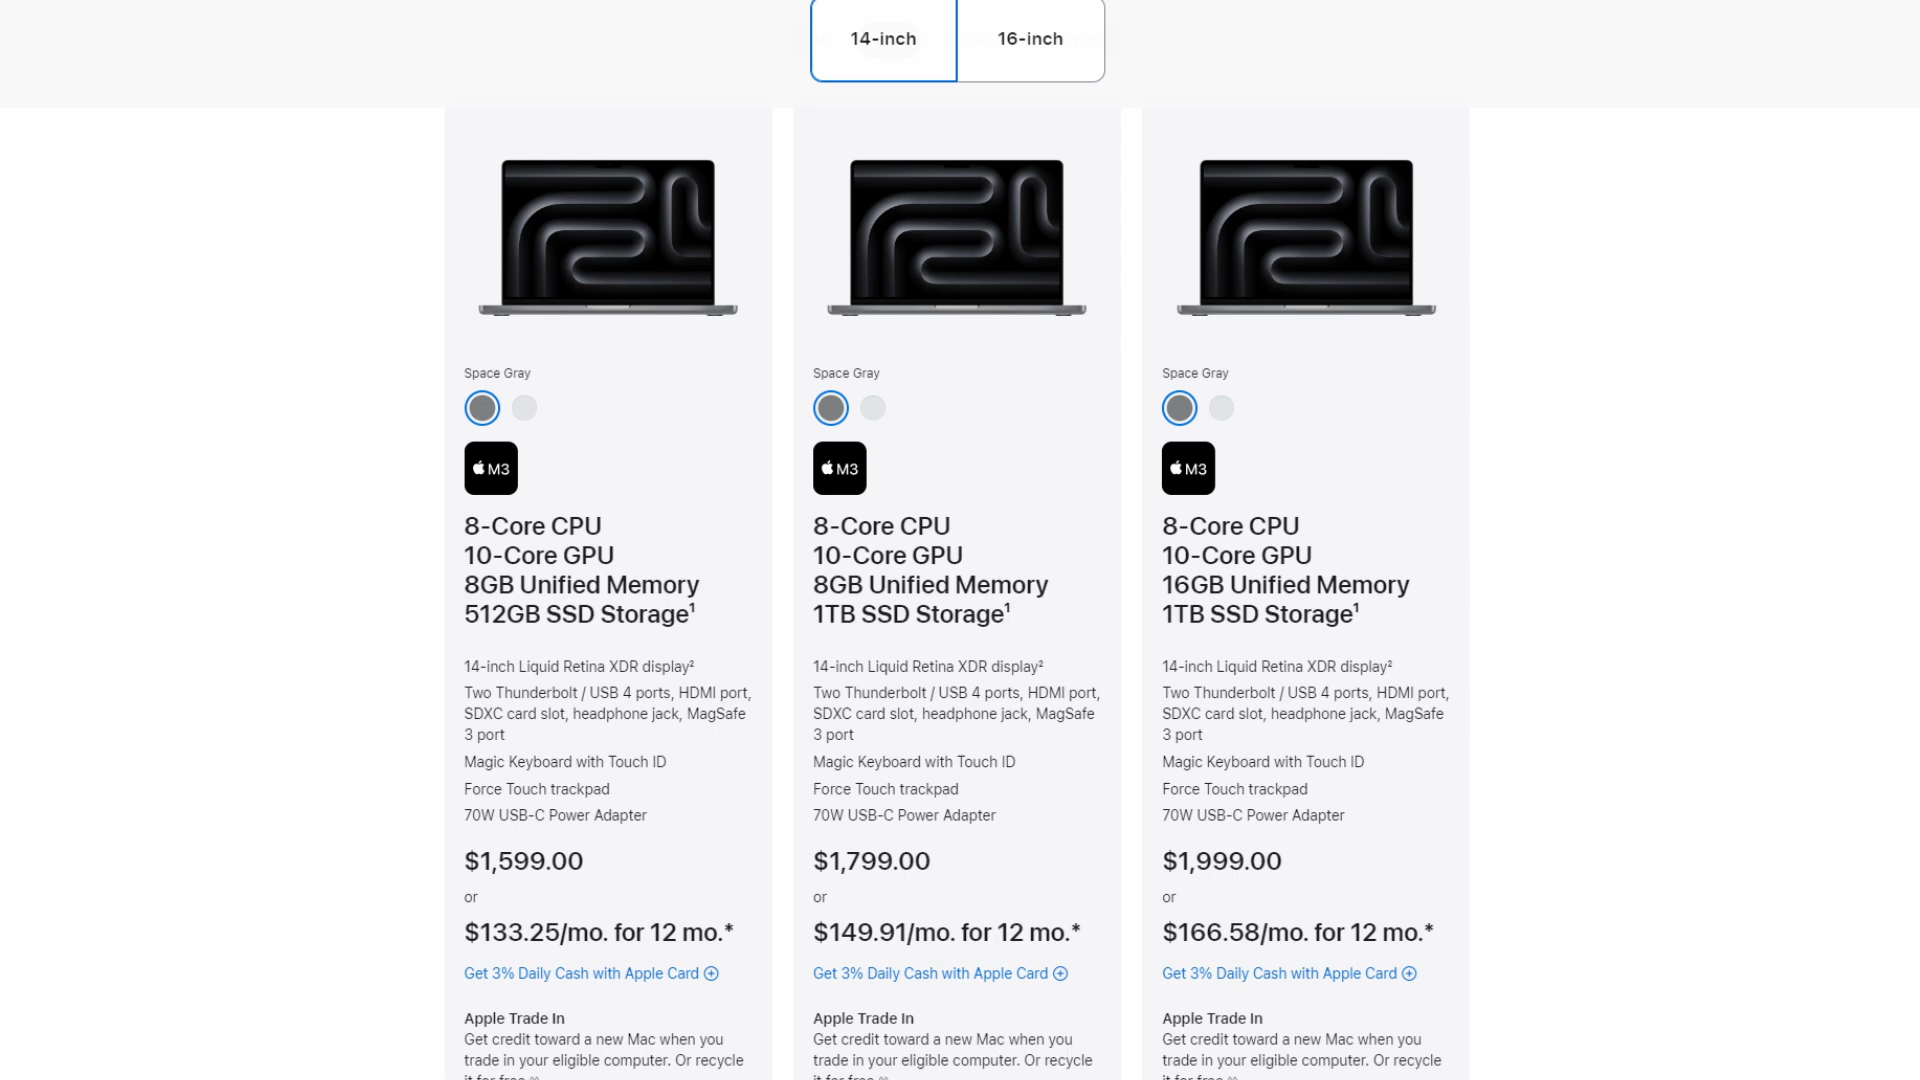 14-inch
16-inch
Space Gray
M3
8-Core CPU
10-Core GPU
8GB Unified Memory
512GB SSD Storage¹
14-inch Liquid Retina XDR display²
Two Thunderbolt / USB 4 ports, HDMI port,
SDXC card slot, headphone jack, MagSafe
3 port
Magic Keyboard with Touch ID
Force Touch trackpad
70W USB-C Power Adapter
$1,599.00
or
$133.25/mo. for 12 mo.*
Get 3% Daily Cash with Apple Card
Apple Trade In
Get credit toward a new Mac when you
trade in your eligible computer. Or recycle
Space Gray
M3
8-Core CPU
10-Core GPU
8GB Unified Memory
1TB SSD Storage¹
14-inch Liquid Retina XDR display²
Two Thunderbolt / USB 4 ports, HDMI port,
SDXC card slot, headphone jack, MagSafe
3 port
Magic Keyboard with Touch ID
Force Touch trackpad
70W USB-C Power Adapter
$1,799.00
or
$149.91/mo. for 12 mo.*
Get 3% Daily Cash with Apple Card
Apple Trade In
Get credit toward a new Mac when you
trade in your eligible computer. Or recycle
Space Gray
M3
8-Core CPU
10-Core GPU
16GB Unified Memory
1TB SSD Storage¹
14-inch Liquid Retina XDR display²
Two Thunderbolt / USB 4 ports, HDMI port,
SDXC card slot, headphone jack, MagSafe
3 port
Magic Keyboard with Touch ID
Force Touch trackpad
70W USB-C Power Adapter
$1,999.00
or
$166.58/mo. for 12 mo.*
Get 3% Daily Cash with Apple Card
Apple Trade In
Get credit toward a new Mac when you
trade in your eligible computer. Or recycle